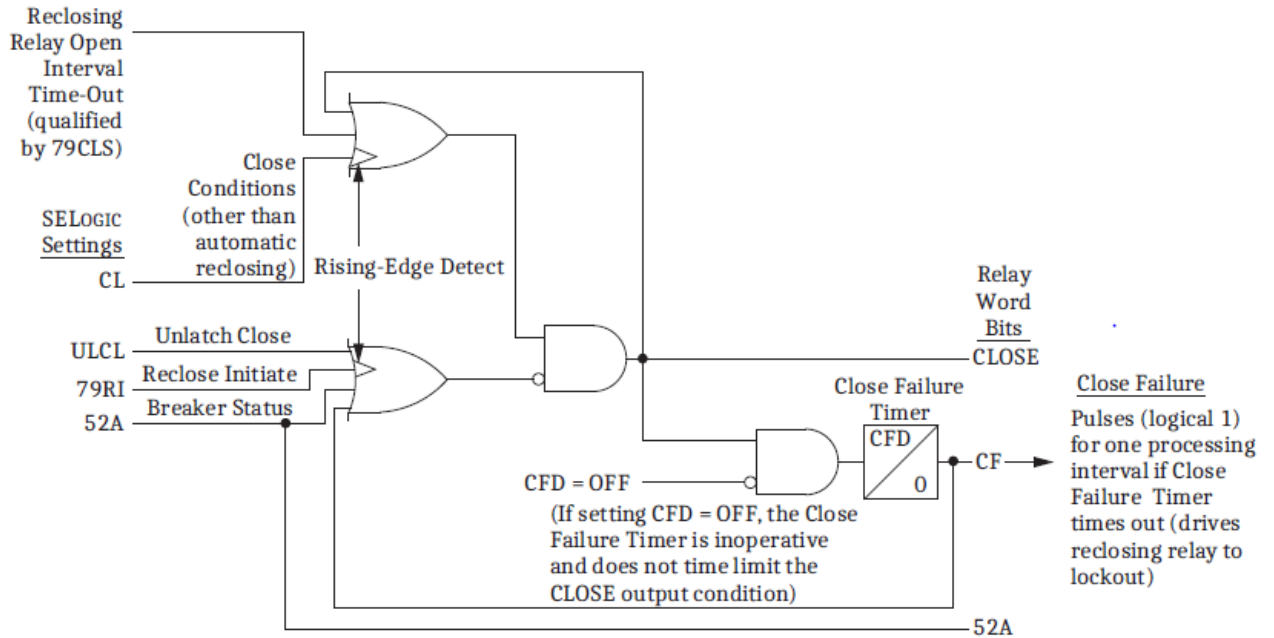 Reclosing
Relay Open
Interval
Time-Out
(qualified
by 79CLS)
Close
Conditions
(other than
automatic
reclosing)
SELOGIC
Settings
CL
Rising-Edge Detect
ULCL
Unlatch Close
79RI
Reclose Initiate
52A
Breaker Status
Relay
Word
Bits
CLOSE
Close Failure
Timer
CFD
0
CF
CFD = OFF
(If setting CFD = OFF, the Close
Failure Timer is inoperative
and does not time limit the
CLOSE output condition)
Close Failure
Pulses (logical 1)
for one processing
interval if Close
Failure Timer
times out (drives
reclosing relay to
lockout)
52A